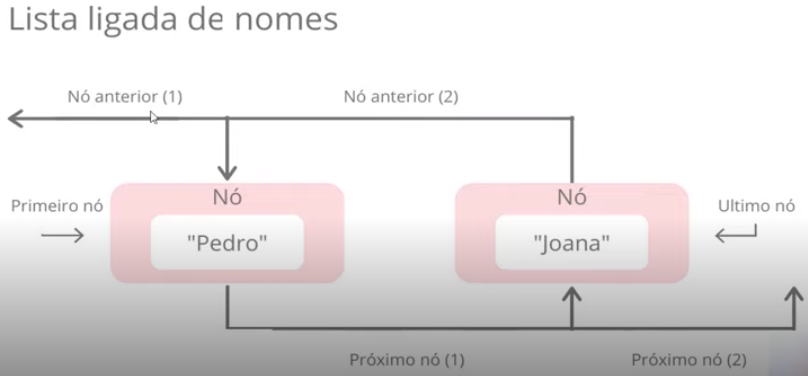 Lista ligada de nomes
Nó anterior (1)
Nó anterior (2)
Primeiro nó
Nó
"Pedro"
Nó
"Joana"
Ultimo nó
Próximo nó (1)
Próximo nó (2)